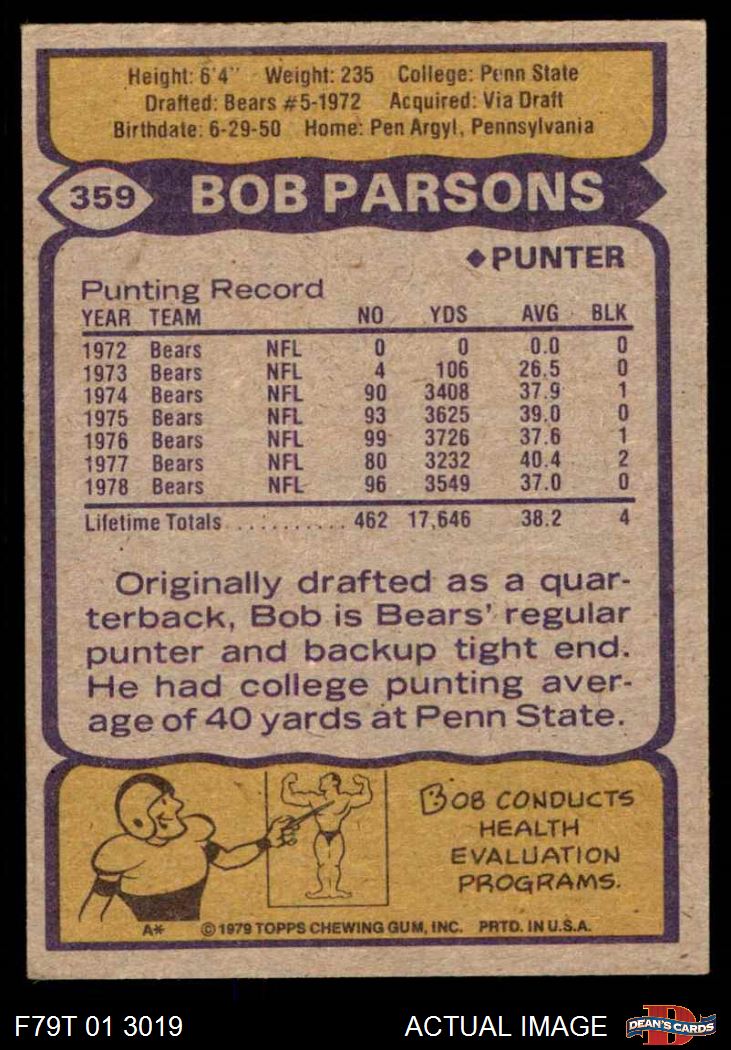 Height: 6'4" Weight: 235 College: Penn State
Drafted: Bears #5-1972 Acquired: Via Draft
Birthdate: 6-29-50 Home: Pen Argyl, Pennsylvania
359 BOB PARSONS
◆PUNTER
Punting Record
YEAR TEAM NO YDS AVG BLK
1972 Bears NFL 0 0 0.0 0
1973 Bears NFL 4 106 26.5 0
1974 Bears NFL 90 3408 37.9 1
1975 Bears NFL 93 3625 39.0 0
1976 Bears NFL 99 3726 37.6 1
1977 Bears NFL 80 3232 40.4 2
1978 Bears NFL 96 3549 37.0 0
Lifetime Totals ........... 462 17,646 38.2 4
Originally drafted as a quar-
terback, Bob is Bears' regular
punter and backup tight end.
He had college punting aver-
age of 40 yards at Penn State.
BOB CONDUCTS
HEALTH
EVALUATION
PROGRAMS.
A* © 1979 TOPPS CHEWING GUM, INC. PRTD. IN U.S.A.
F79T 01 3019 ACTUAL IMAGE D DEAN'S CARDS